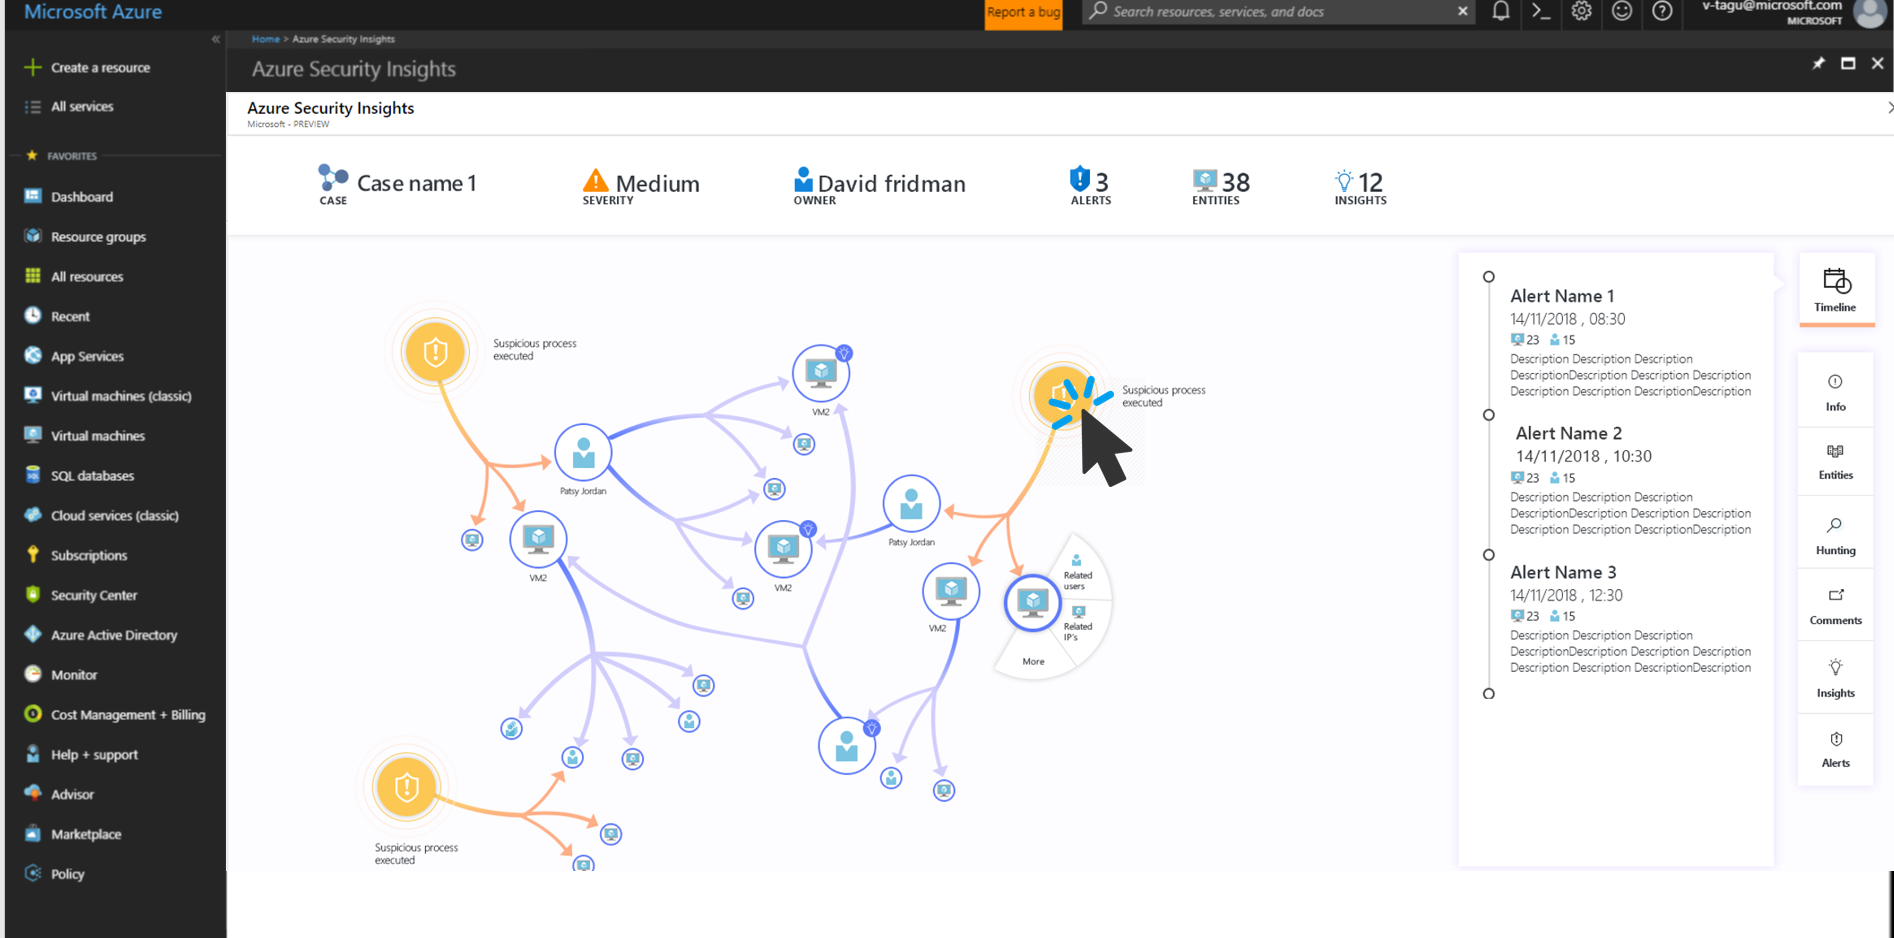 Microsoft Azure
Report a bug
Search resources, services, and docs
v-tagu@microsoft.com
MICROSOFT
Home > Azure Security Insights
Azure Security Insights
Create a resource
All services
FAVORITES
Dashboard
Resource groups
All resources
Recent
App Services
Virtual machines (classic)
Virtual machines
SQL databases
Cloud services (classic)
Subscriptions
Security Center
Azure Active Directory
Monitor
Cost Management + Billing
Help + support
Advisor
Marketplace
Policy
Azure Security Insights
Microsoft - PREVIEW
Case name 1
CASE
Medium
SEVERITY
David fridman
OWNER
3
ALERTS
38
ENTITIES
12
INSIGHTS
Suspicious process
executed
VM2
Suspicious process
executed
Patsy Jordan
Patsy Jordan
VM2
VM2
VM2
Related
users
Related
IP's
More
Suspicious process
executed
Alert Name 1
14/11/2018 , 08:30
23 15
Description Description Description
DescriptionDescription Description Description
Description Description DescriptionDescription
Alert Name 2
14/11/2018 , 10:30
23 15
Description Description Description
DescriptionDescription Description Description
Description Description DescriptionDescription
Alert Name 3
14/11/2018 , 12:30
23 15
Description Description Description
DescriptionDescription Description Description
Description Description DescriptionDescription
Timeline
Info
Entities
Hunting
Comments
Insights
Alerts